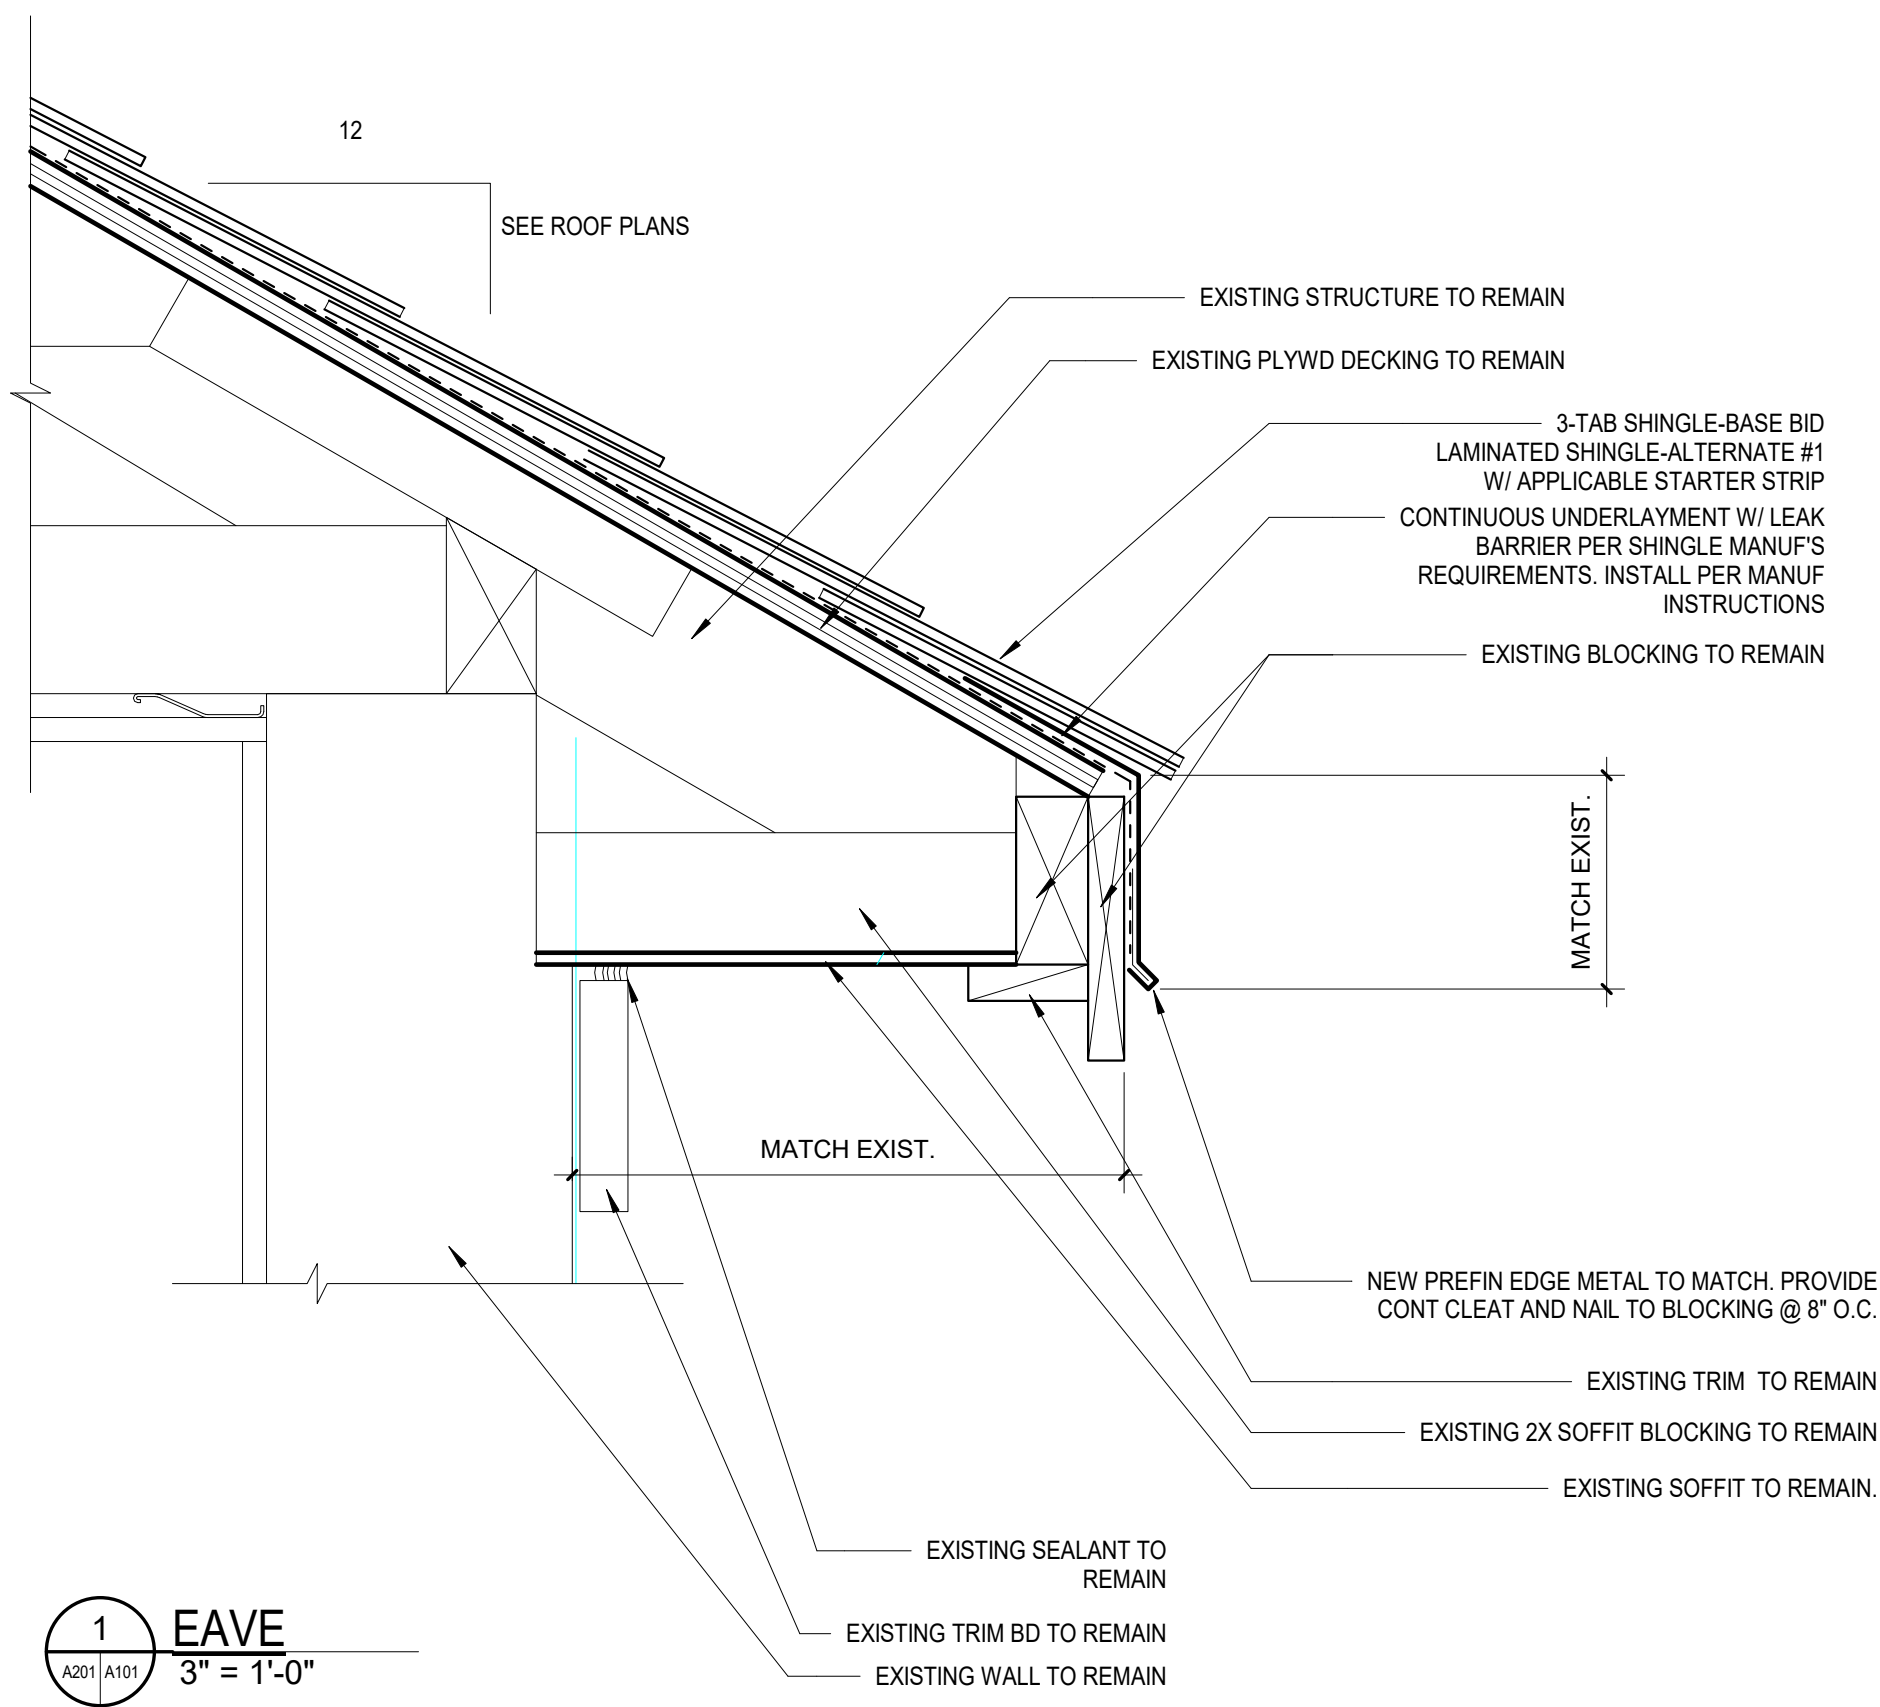 12
SEE ROOF PLANS
EXISTING STRUCTURE TO REMAIN
EXISTING PLYWD DECKING TO REMAIN
3-TAB SHINGLE-BASE BID
LAMINATED SHINGLE-ALTERNATE #1
W/ APPLICABLE STARTER STRIP
CONTINUOUS UNDERLAYMENT W/ LEAK
BARRIER PER SHINGLE MANUF'S
REQUIREMENTS. INSTALL PER MANUF
INSTRUCTIONS
EXISTING BLOCKING TO REMAIN
MATCH EXIST.
MATCH EXIST.
NEW PREFIN EDGE METAL TO MATCH. PROVIDE
CONT CLEAT AND NAIL TO BLOCKING @ 8" O.C.
EXISTING TRIM  TO REMAIN
EXISTING 2X SOFFIT BLOCKING TO REMAIN
EXISTING SOFFIT TO REMAIN.
EXISTING SEALANT TO
REMAIN
EXISTING TRIM BD TO REMAIN
EXISTING WALL TO REMAIN
1
A201 A101
EAVE
3" = 1'-0"